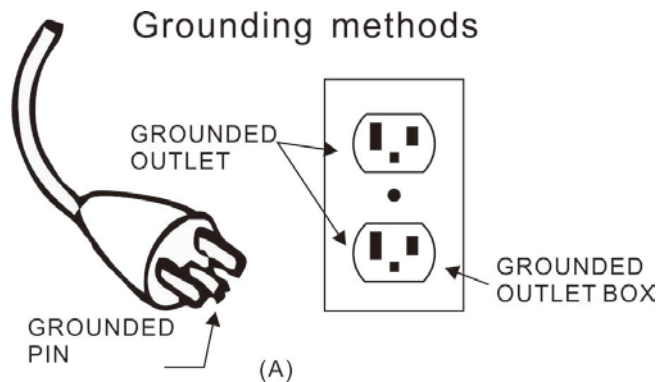 Grounding methods
GROUNDED
OUTLET
GROUNDED
OUTLET BOX
GROUNDED
PIN
(A)